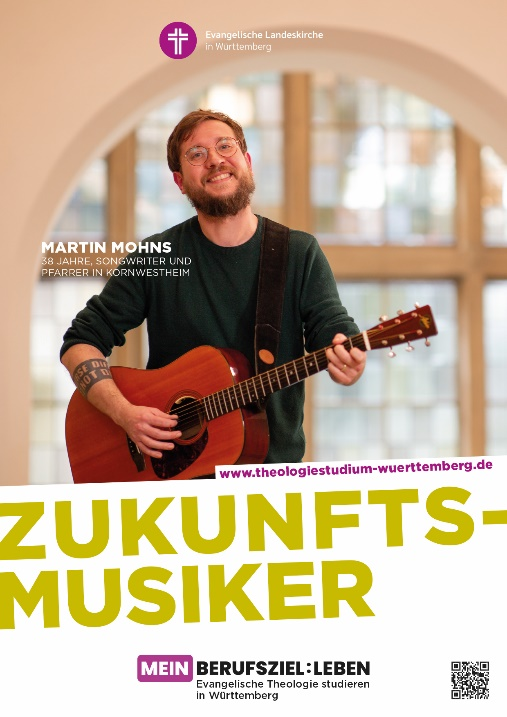 Evangelische Landeskirche
in Württemberg
MARTIN MOHNS
38 JAHRE, SONGWRITER UND
PFARRER IN KORNWESTHEIM
www.theologiestudium-wuerttemberg.de
ZUKUNFTS-
MUSIKER
MEIN BERUFSZIEL:LEBEN
Evangelische Theologie studieren
in Württemberg